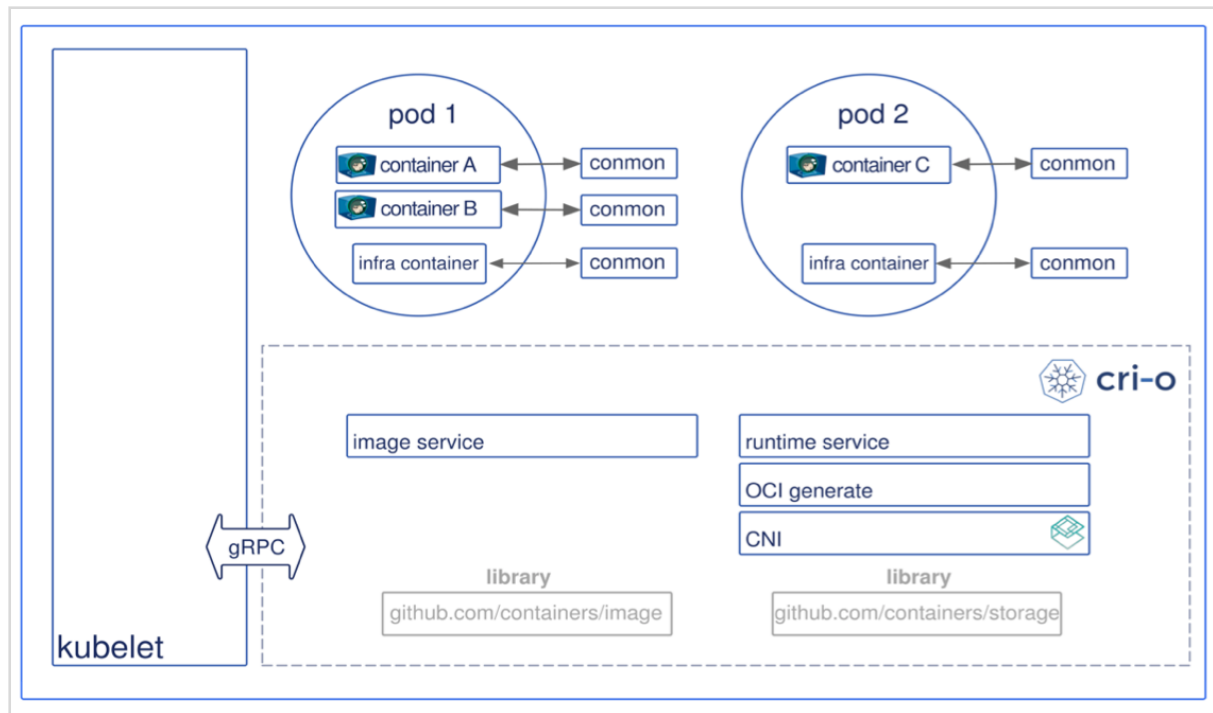 pod 1
container A
conmon
container B
conmon
infra container
conmon
pod 2
container C
conmon
infra container
conmon
cri-o
image service
runtime service
OCI generate
CNI
gRPC
library
github.com/containers/image
library
github.com/containers/storage
kubelet